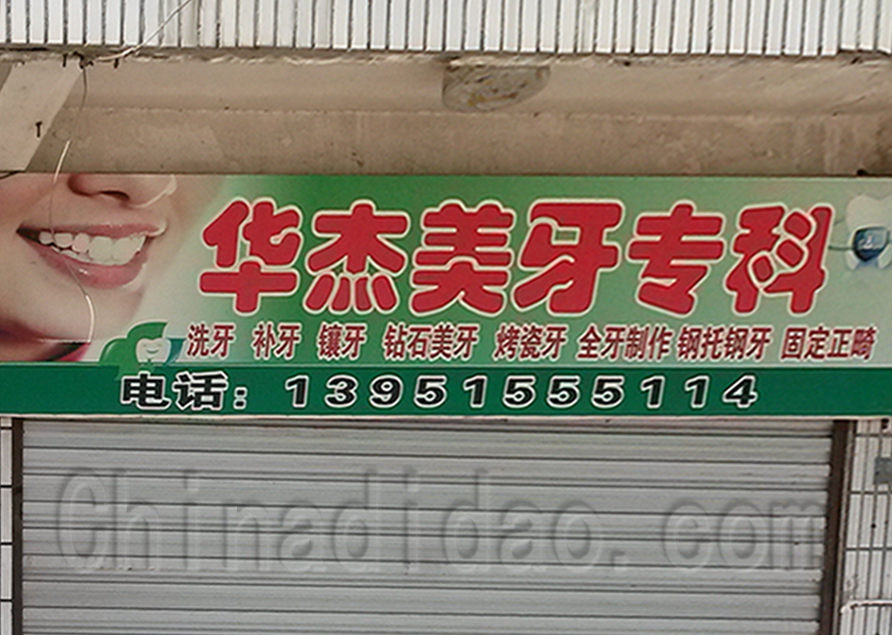 华杰美牙专科
洗牙 补牙 镶牙 钻石美牙 烤瓷牙 全牙制作 钢托钢牙 固定正畸
电话：13951555114
Chinadidao.com